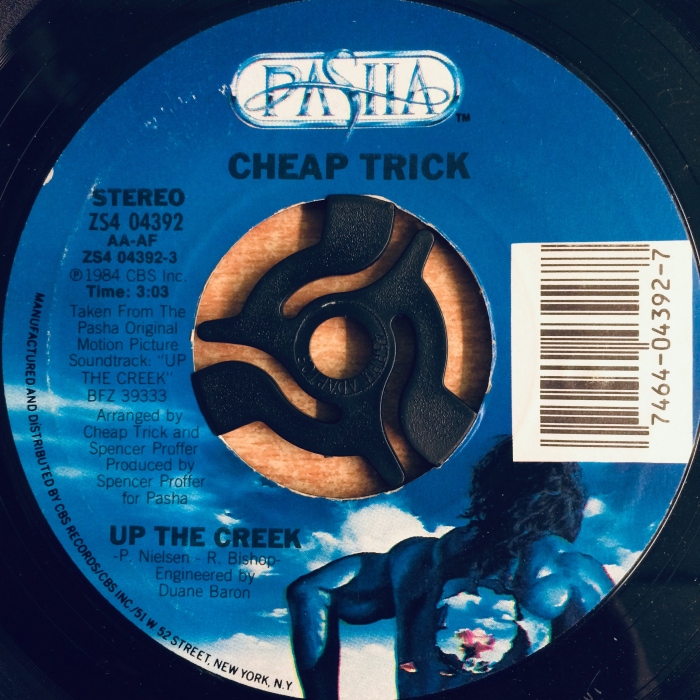 PASHA
TM
CHEAP TRICK
STEREO
ZS4 04392
AA-AF
ZS4 04392-3
℗1984 CBS Inc.
Time: 3:03
Taken From The
Pasha Original
Motion Picture
Soundtrack: "UP
THE CREEK"
BFZ 39333
Arranged by
Cheap Trick and
Spencer Proffer
Produced by
Spencer Proffer
for Pasha
UP THE CREEK
-P. Nielsen - R. Bishop-
Engineered by
Duane Baron
MANUFACTURED AND DISTRIBUTED BY CBS RECORDS/CBS INC./51 W 52 STREET, NEW YORK, N.Y
7464-04392-7